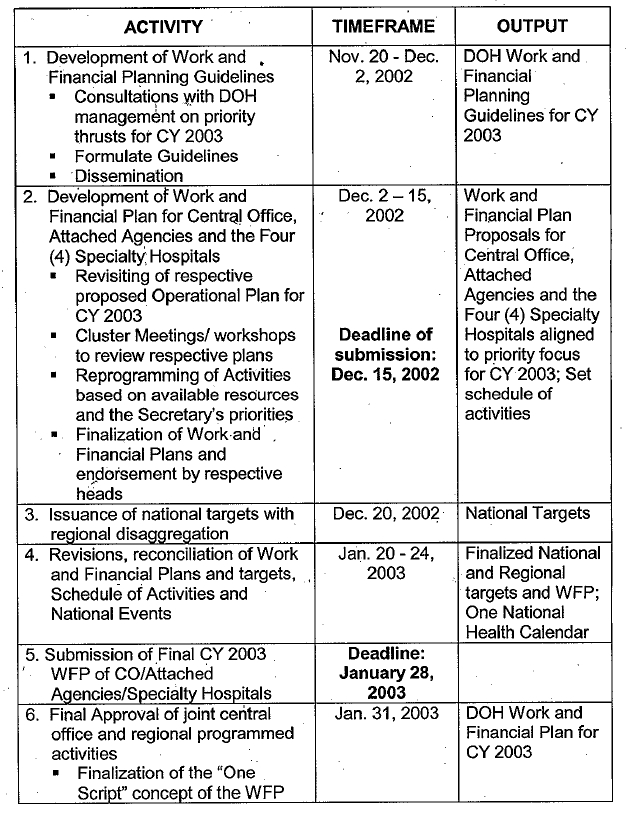 ACTIVITY
TIMEFRAME
OUTPUT
1. Development of Work and
Financial Planning Guidelines
▪ Consultations with DOH
management on priority
thrusts for CY 2003
▪ Formulate Guidelines
▪ Dissemination
Nov. 20 - Dec.
2, 2002
DOH Work and
Financial
Planning
Guidelines for CY
2003
2. Development of Work and
Financial Plan for Central Office,
Attached Agencies and the Four
(4) Specialty Hospitals
▪ Revisiting of respective
proposed Operational Plan for
CY 2003
▪ Cluster Meetings/ workshops
to review respective plans
▪ Reprogramming of Activities
based on available resources
and the Secretary's priorities
▪ Finalization of Work and
Financial Plans and
endorsement by respective
heads
Dec. 2 – 15,
2002
Deadline of
submission:
Dec. 15, 2002
Work and
Financial Plan
Proposals for
Central Office,
Attached
Agencies and the
Four (4) Specialty
Hospitals aligned
to priority focus
for CY 2003; Set
schedule of
activities
3. Issuance of national targets with
regional disaggregation
Dec. 20, 2002
National Targets
4. Revisions, reconciliation of Work
and Financial Plans and targets,
Schedule of Activities and
National Events
Jan. 20 - 24,
2003
Finalized National
and Regional
targets and WFP;
One National
Health Calendar
5. Submission of Final CY 2003
WFP of CO/Attached
Agencies/Specialty Hospitals
Deadline:
January 28,
2003
6. Final Approval of joint central
office and regional programmed
activities
▪ Finalization of the "One
Script" concept of the WFP
Jan. 31, 2003
DOH Work and
Financial Plan for
CY 2003